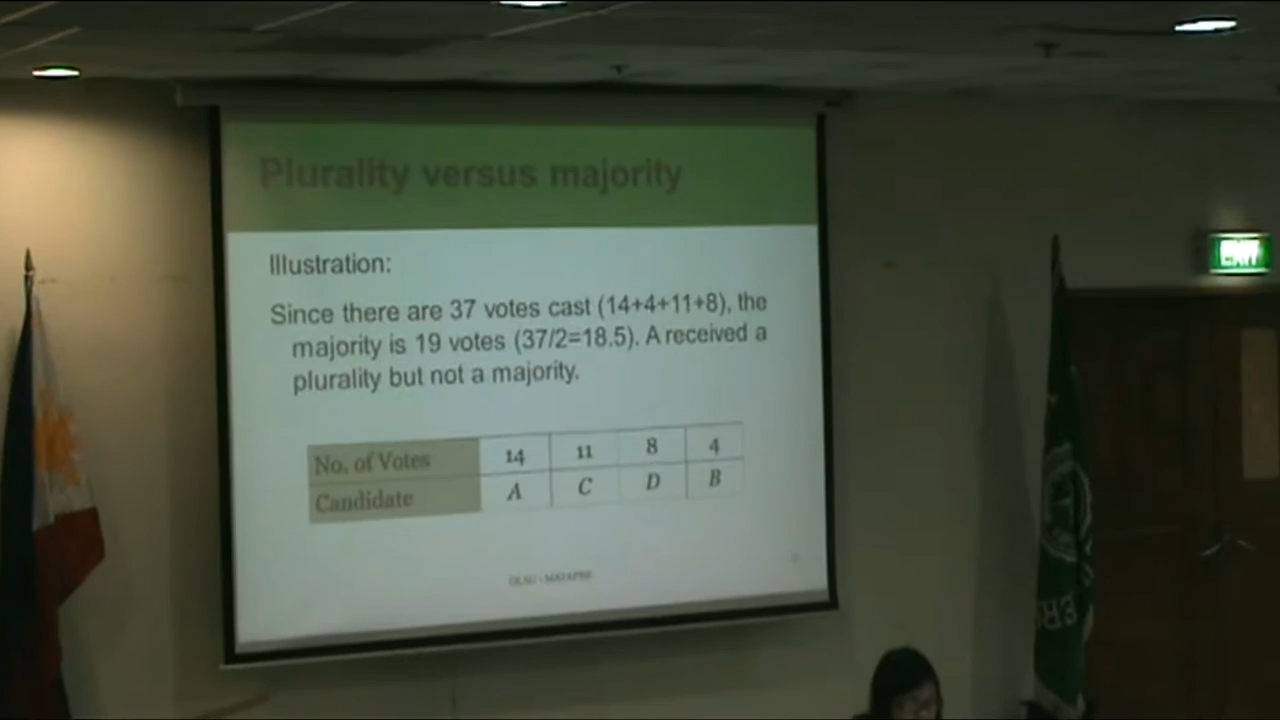 Plurality versus majority
Illustration:
Since there are 37 votes cast (14+4+11+8), the
majority is 19 votes (37/2=18.5). A received a
plurality but not a majority.
No. of Votes 14 11 8 4
Candidate A C D B
EXIT